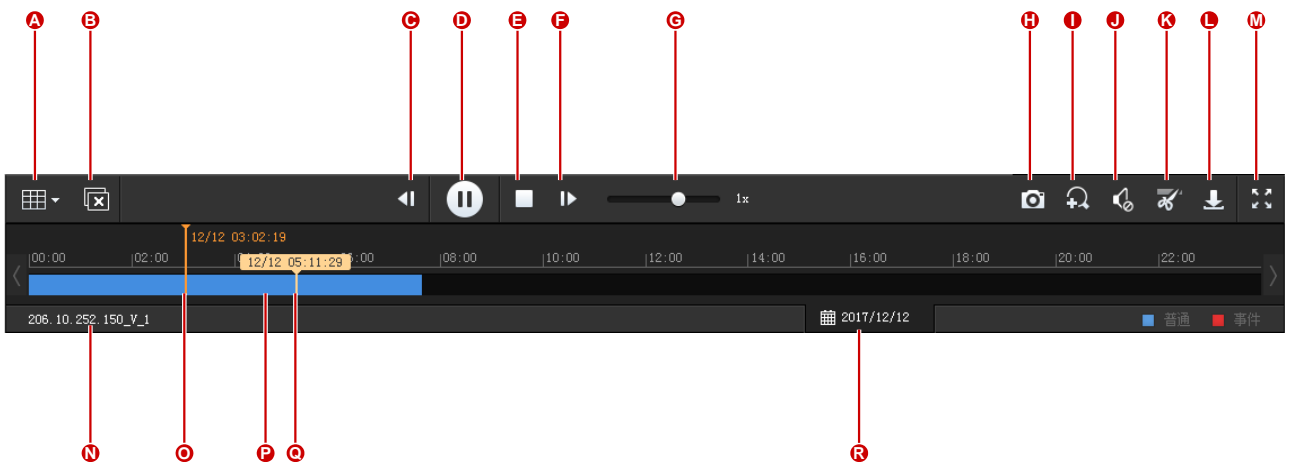 A B C D E F G H I J K L M
1x
12/12 03:02:19
00:00 02:00 12/12 05:11:29 :00 08:00 10:00 12:00 14:00 16:00 18:00 20:00 22:00
206.10.252.150_V_1 2017/12/12 普通 事件
N O P Q R